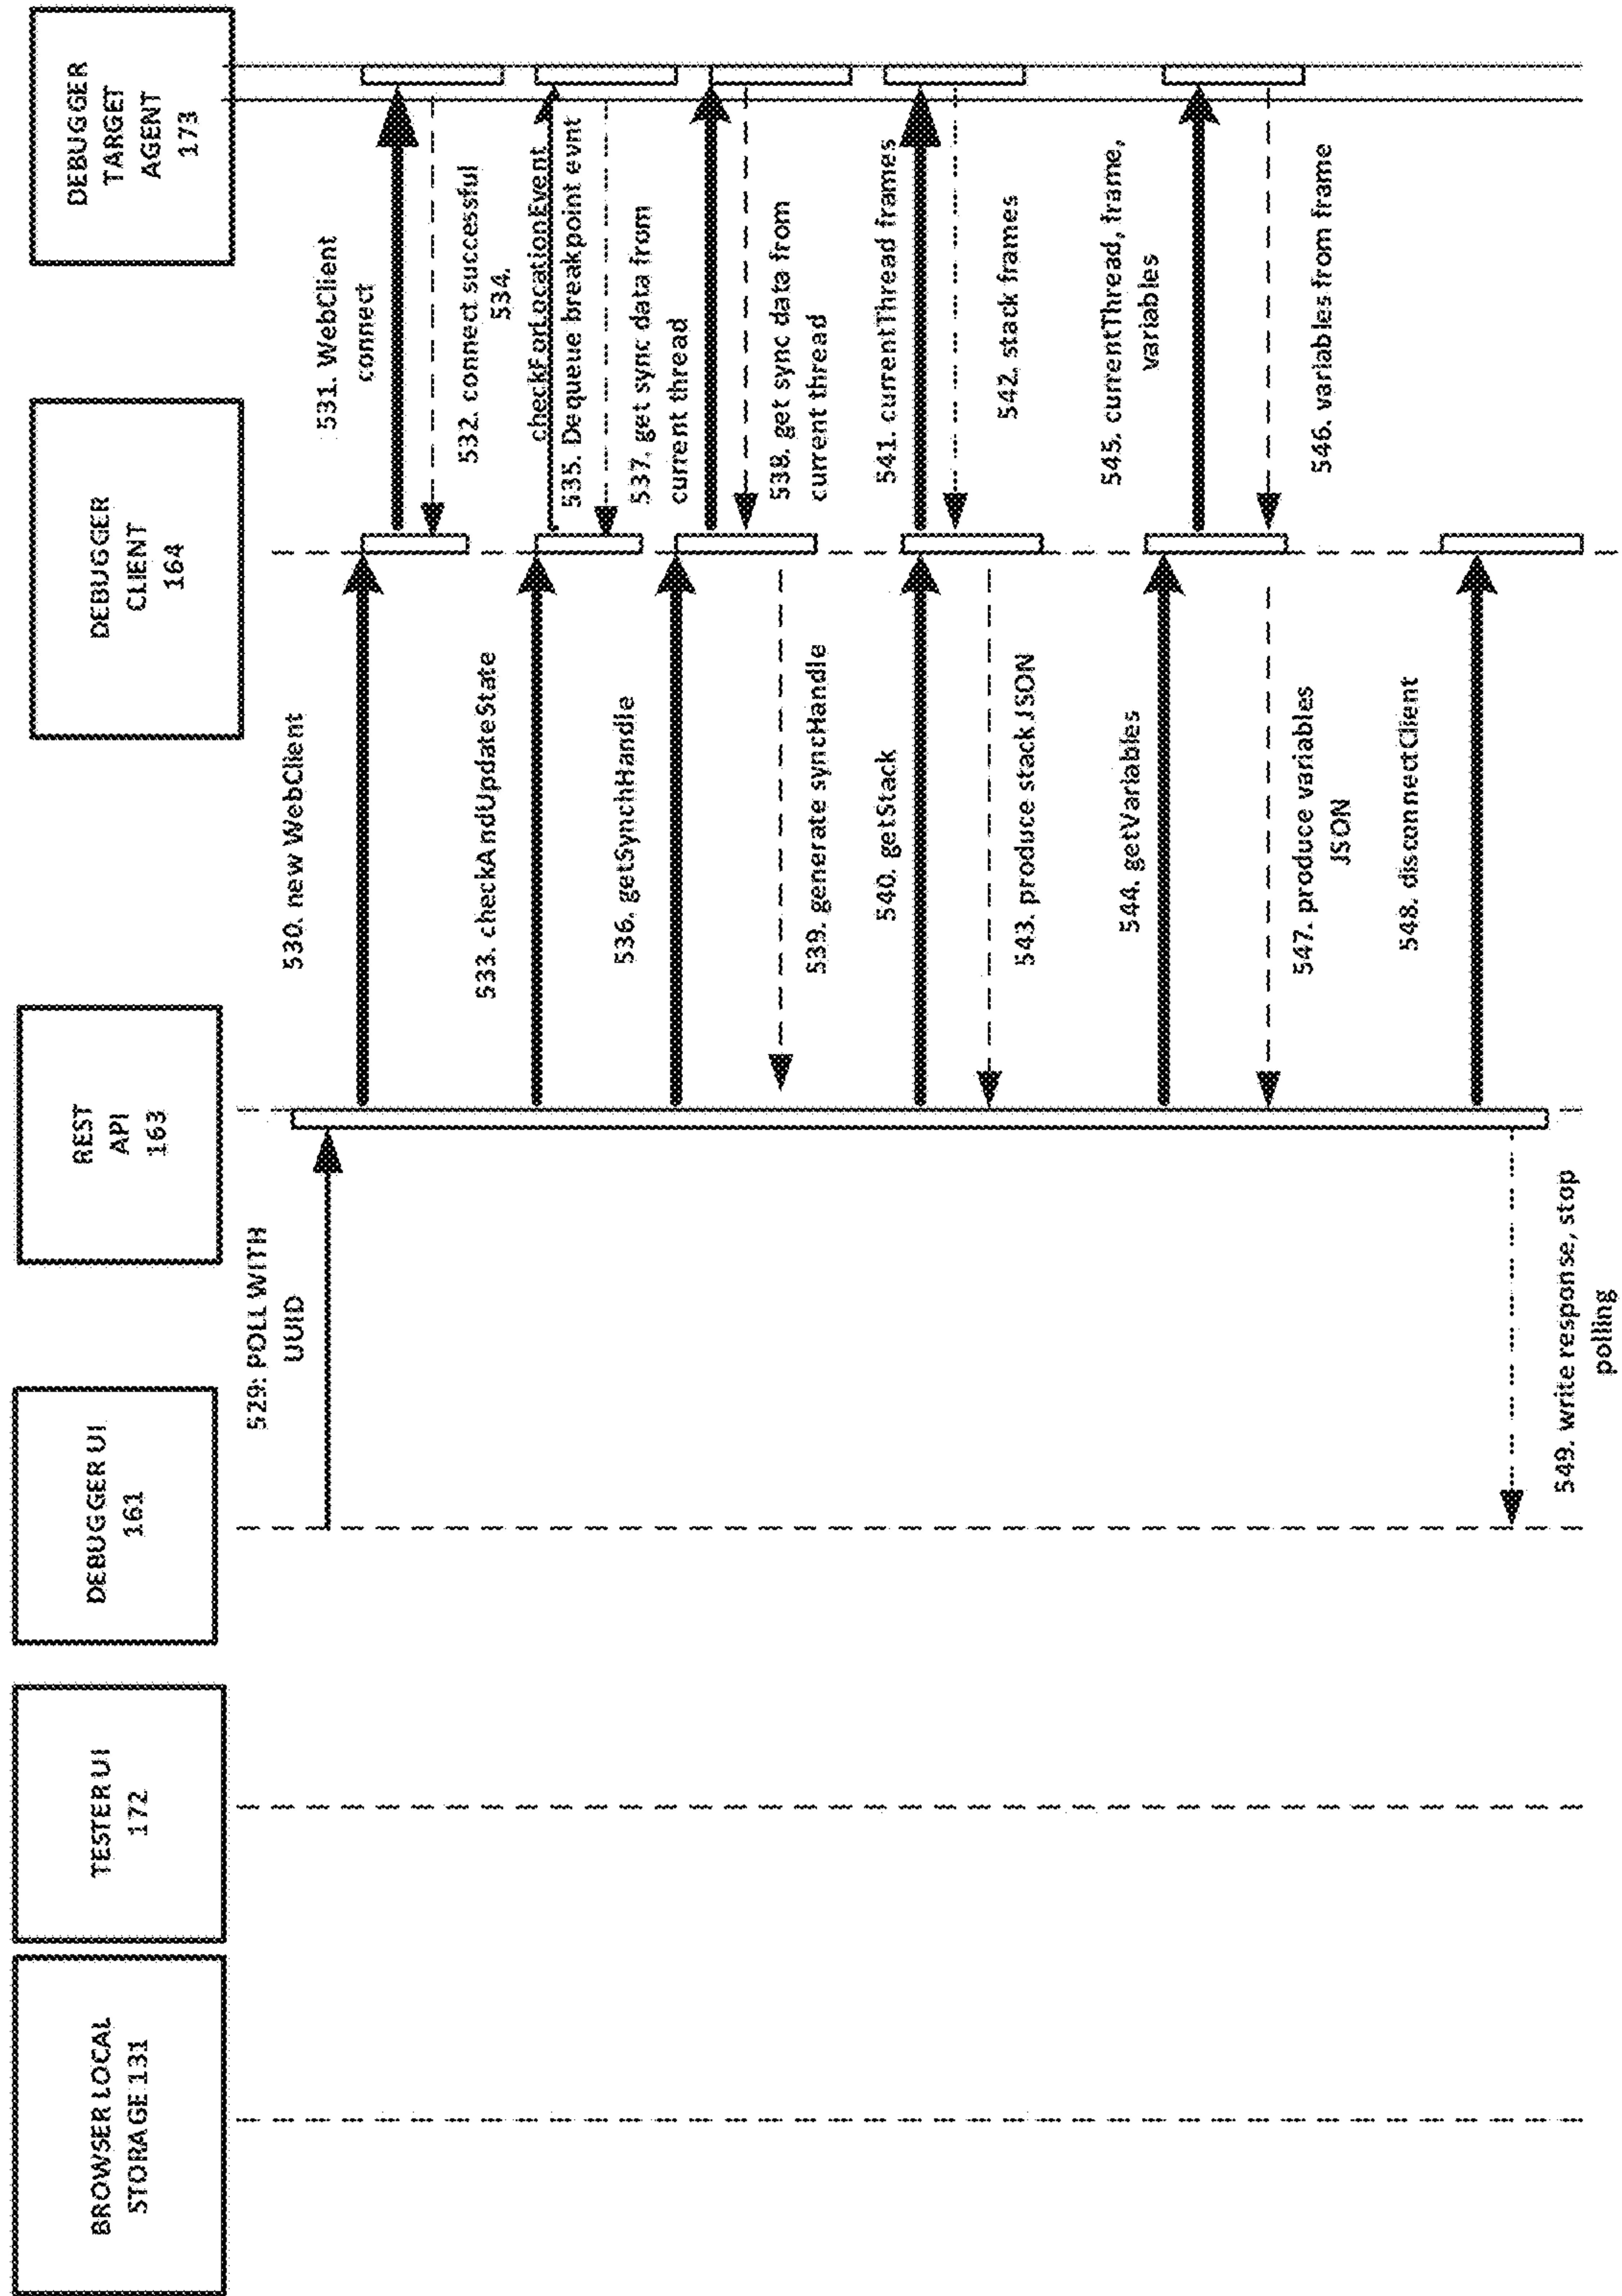 BROWSER LOCAL
STORAGE 131
TESTER UI
172
DEBUGGER UI
161
REST
API
163
DEBUGGER
CLIENT
164
DEBUGGER
TARGET
AGENT
173
529: POLL WITH
UUID
530. new WebClient
531. WebClient
connect
532. connect successful
533. checkAndUpdateState
534.
checkForLocationEvent
535. Dequeue breakpoint evnt
536. getSynchHandle
537. get sync data from
current thread
538. get sync data from
current thread
539. generate syncHandle
540. getStack
541. currentThread frames
542. stack frames
543. produce stack JSON
544. getVariables
545. currentThread, frame,
variables
546. variables from frame
547. produce variables
JSON
548. disconnectClient
549. write response, stop
polling